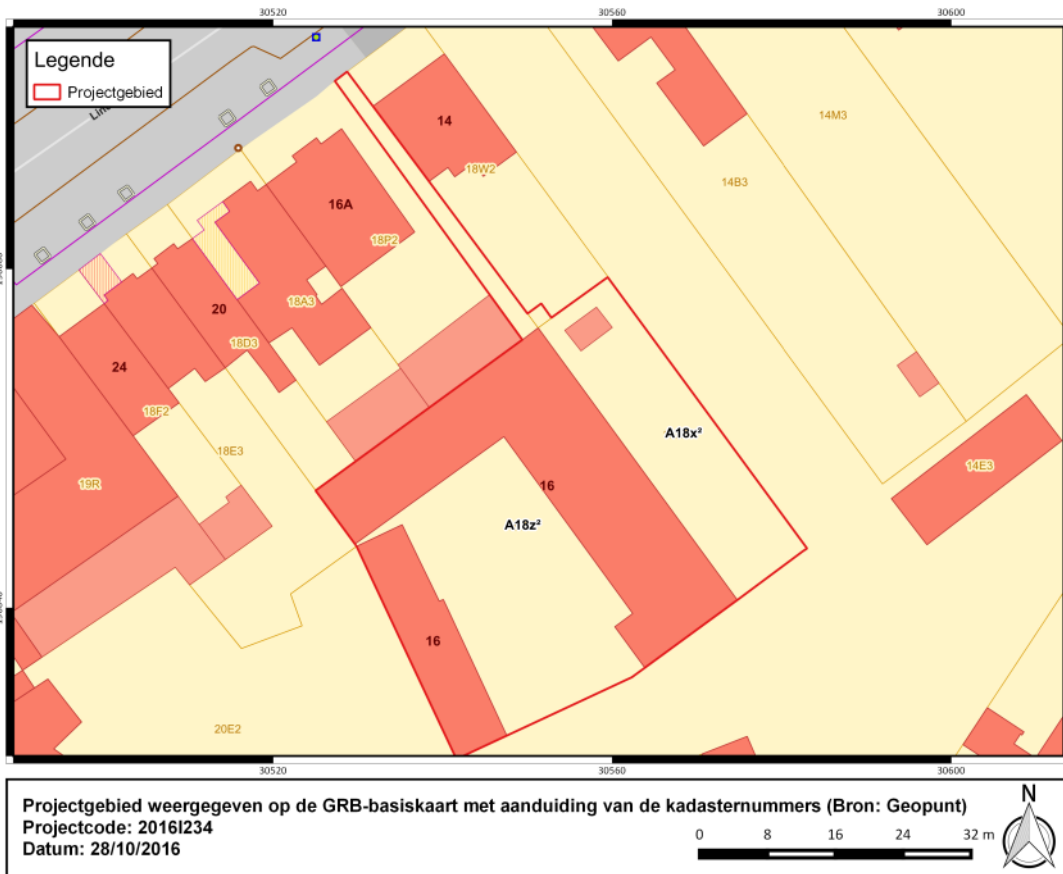 30520 30560 30600
Legende
Projectgebied
14
14M3
18W2
14B3
16A
18P2
18A3
20
18D3
24
18F2
A18x²
18E3
14E3
19R
16
A18z²
16
20E2
30520 30560 30600
Projectgebied weergegeven op de GRB-basiskaart met aanduiding van de kadasternummers (Bron: Geopunt)
Projectcode: 2016I234
Datum: 28/10/2016
0 8 16 24 32 m
N